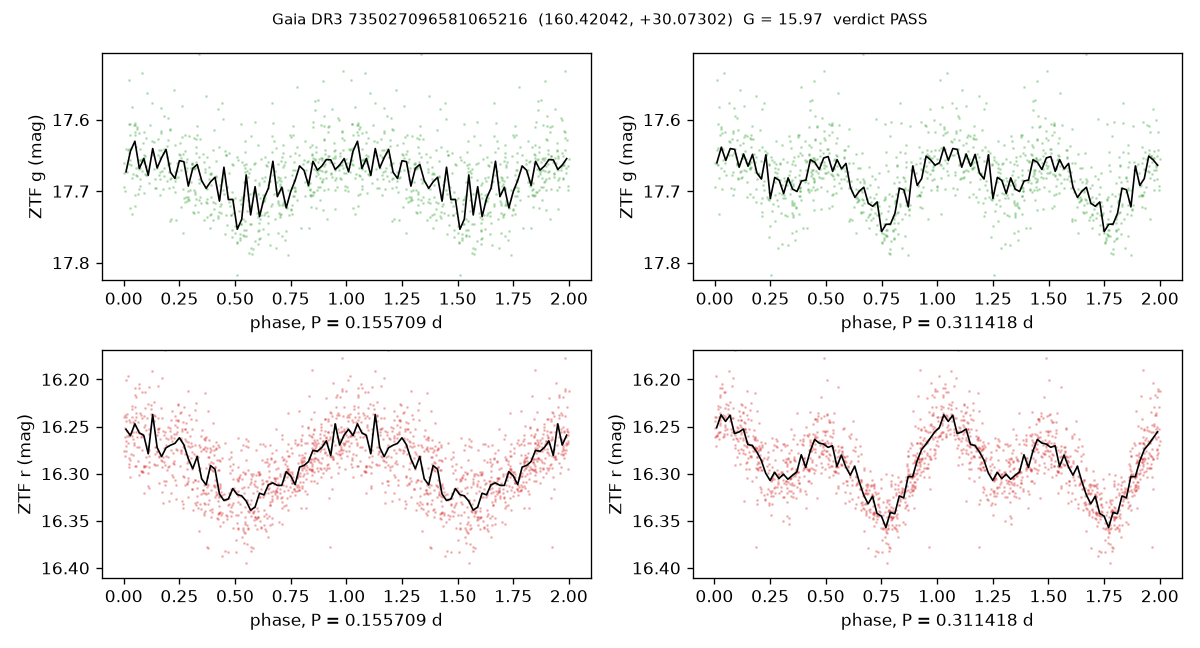 Gaia DR3 735027096581065216 (160.42042, +30.07302) G = 15.97 verdict PASS
ZTF g (mag)
17.6
17.7
17.8
0.00 0.25 0.50 0.75 1.00 1.25 1.50 1.75 2.00
phase, P = 0.155709 d
ZTF g (mag)
17.6
17.7
17.8
0.00 0.25 0.50 0.75 1.00 1.25 1.50 1.75 2.00
phase, P = 0.311418 d
ZTF r (mag)
16.20
16.25
16.30
16.35
16.40
0.00 0.25 0.50 0.75 1.00 1.25 1.50 1.75 2.00
phase, P = 0.155709 d
ZTF r (mag)
16.20
16.25
16.30
16.35
16.40
0.00 0.25 0.50 0.75 1.00 1.25 1.50 1.75 2.00
phase, P = 0.311418 d